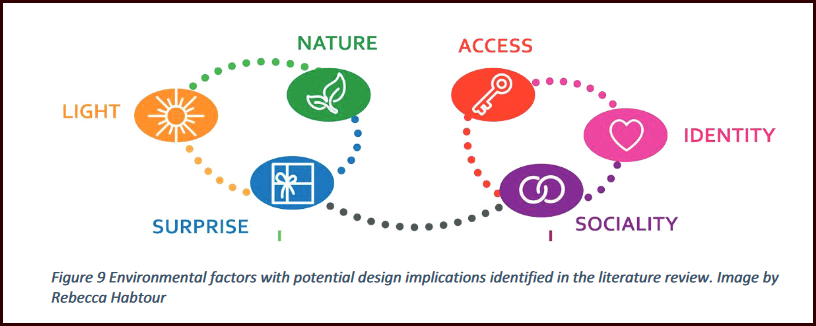 NATURE
ACCESS
LIGHT
IDENTITY
SURPRISE
SOCIALITY
Figure 9 Environmental factors with potential design implications identified in the literature review. Image by
Rebecca Habtour